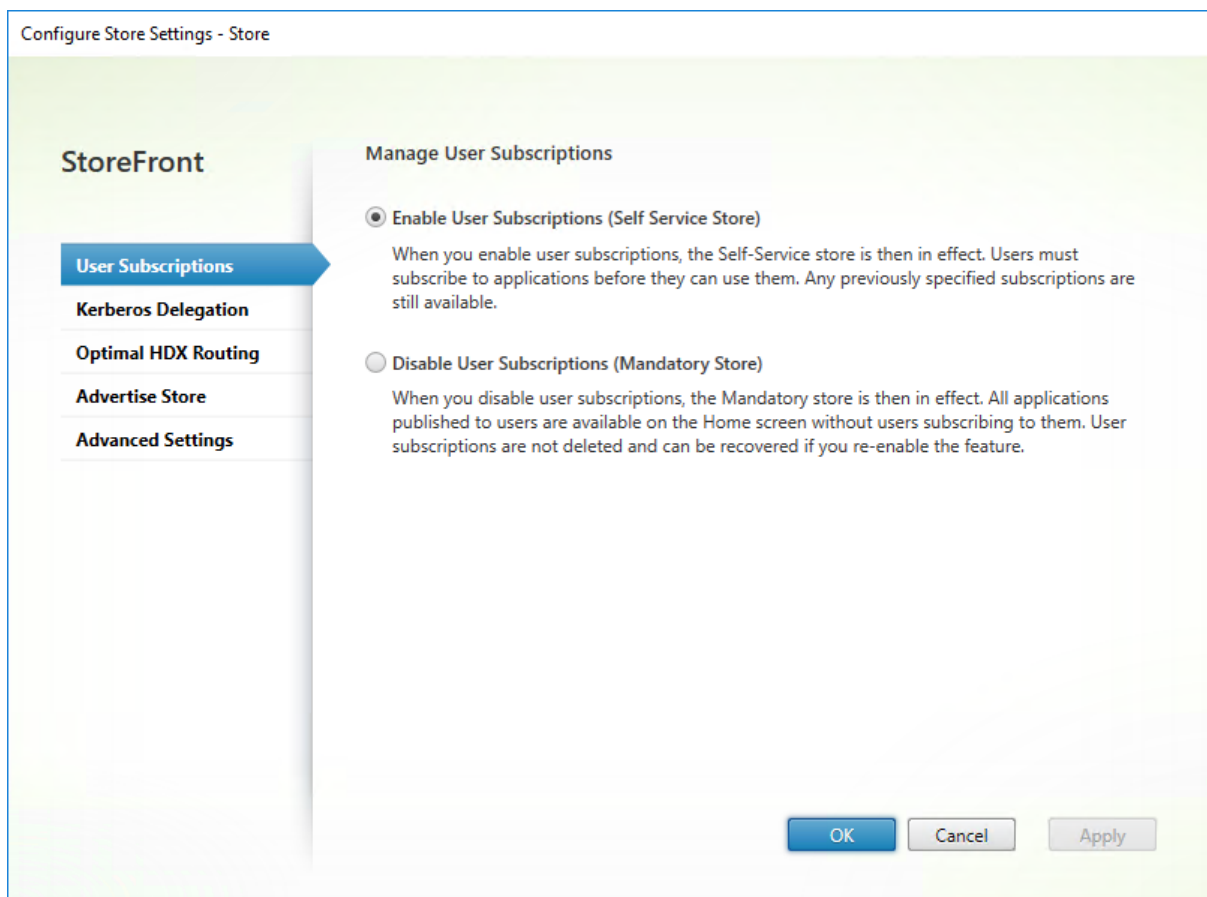 Configure Store Settings - Store
StoreFront
User Subscriptions
Kerberos Delegation
Optimal HDX Routing
Advertise Store
Advanced Settings
Manage User Subscriptions
Enable User Subscriptions (Self Service Store)
When you enable user subscriptions, the Self-Service store is then in effect. Users must
subscribe to applications before they can use them. Any previously specified subscriptions are
still available.
Disable User Subscriptions (Mandatory Store)
When you disable user subscriptions, the Mandatory store is then in effect. All applications
published to users are available on the Home screen without users subscribing to them. User
subscriptions are not deleted and can be recovered if you re-enable the feature.
OK
Cancel
Apply